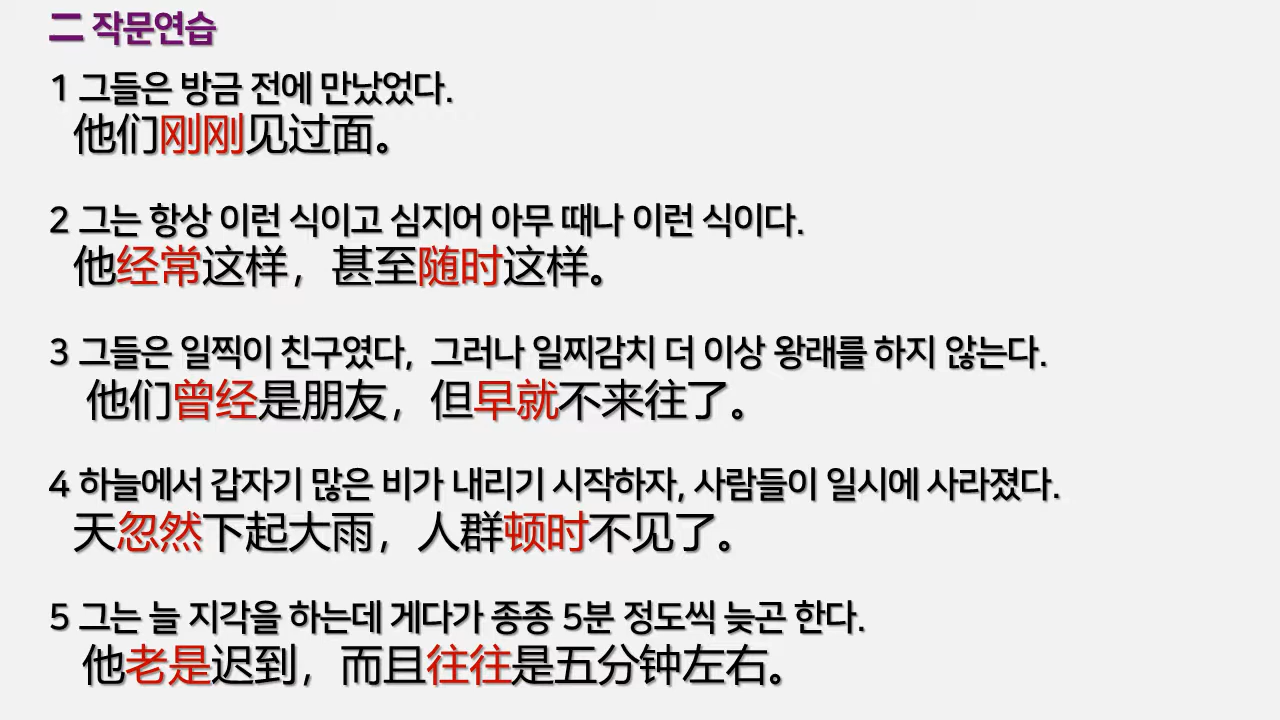 二 작문연습
1 그들은 방금 전에 만났었다.
他们刚刚见过面。
2 그는 항상 이런 식이고 심지어 아무 때나 이런 식이다.
他经常这样，甚至随时这样。
3 그들은 일찍이 친구였다, 그러나 일찌감치 더 이상 왕래를 하지 않는다.
他们曾经是朋友，但早就不来往了。
4 하늘에서 갑자기 많은 비가 내리기 시작하자, 사람들이 일시에 사라졌다.
天忽然下起大雨，人群顿时不见了。
5 그는 늘 지각을 하는데 게다가 종종 5분 정도씩 늦곤 한다.
他老是迟到，而且往往是五分钟左右。